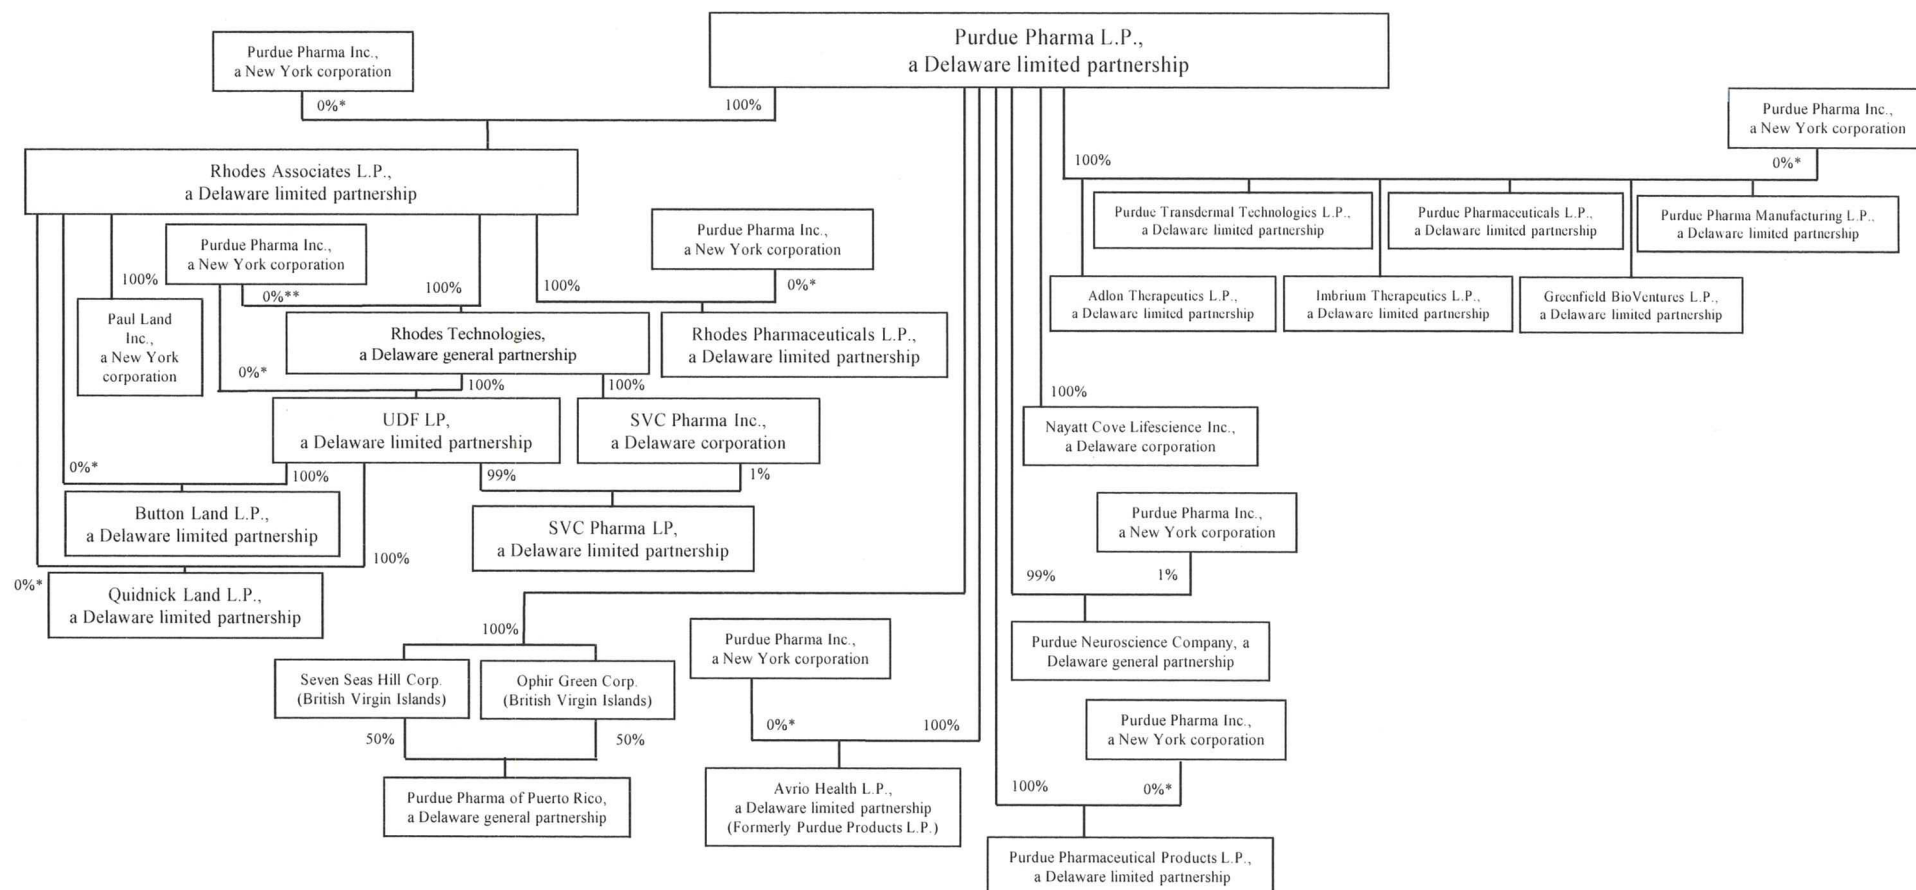 Purdue Pharma L.P.,
a Delaware limited partnership
Purdue Pharma Inc.,
a New York corporation
0%*
100%
Purdue Pharma Inc.,
a New York corporation
100%
0%*
Rhodes Associates L.P.,
a Delaware limited partnership
Purdue Transdermal Technologies L.P.,
a Delaware limited partnership
Purdue Pharmaceuticals L.P.,
a Delaware limited partnership
Purdue Pharma Manufacturing L.P.,
a Delaware limited partnership
Purdue Pharma Inc.,
a New York corporation
Purdue Pharma Inc.,
a New York corporation
100%
0%**
100%
100%
0%*
Adlon Therapeutics L.P.,
a Delaware limited partnership
Imbrium Therapeutics L.P.,
a Delaware limited partnership
Greenfield BioVentures L.P.,
a Delaware limited partnership
Paul Land
Inc.,
a New York
corporation
Rhodes Technologies,
a Delaware general partnership
Rhodes Pharmaceuticals L.P.,
a Delaware limited partnership
0%*
100%
100%
100%
UDF LP,
a Delaware limited partnership
SVC Pharma Inc.,
a Delaware corporation
Nayatt Cove Lifescience Inc.,
a Delaware corporation
0%*
100%
99%
1%
Button Land L.P.,
a Delaware limited partnership
SVC Pharma LP,
a Delaware limited partnership
Purdue Pharma Inc.,
a New York corporation
0%*
100%
99%
1%
Quidnick Land L.P.,
a Delaware limited partnership
100%
Purdue Pharma Inc.,
a New York corporation
Purdue Neuroscience Company, a
Delaware general partnership
Seven Seas Hill Corp.
(British Virgin Islands)
Ophir Green Corp.
(British Virgin Islands)
50%
50%
0%*
100%
Purdue Pharma Inc.,
a New York corporation
Purdue Pharma of Puerto Rico,
a Delaware general partnership
Avrio Health L.P.,
a Delaware limited partnership
(Formerly Purdue Products L.P.)
100%
0%*
Purdue Pharmaceutical Products L.P.,
a Delaware limited partnership